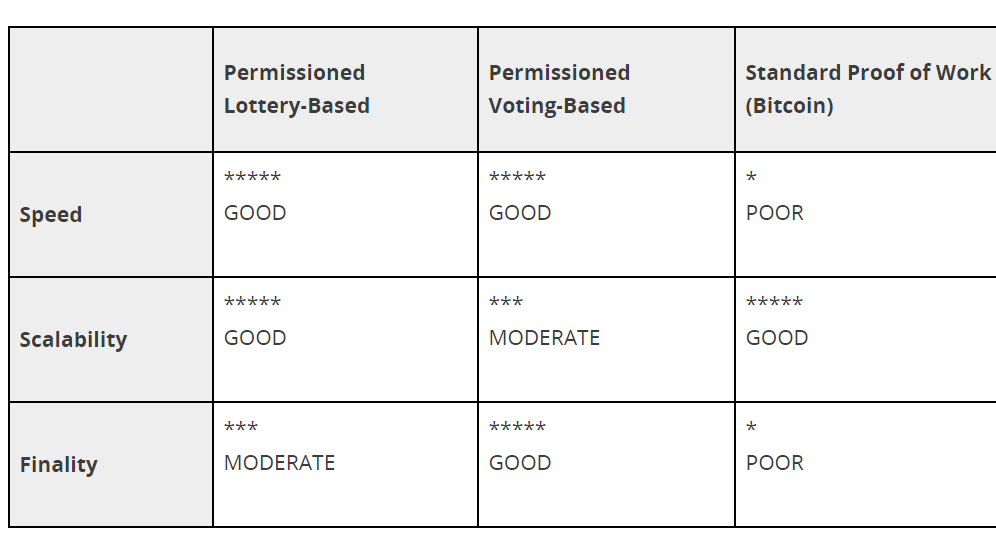 Permissioned
Lottery-Based
Permissioned
Voting-Based
Standard Proof of Work
(Bitcoin)
Speed
*****
GOOD
*****
GOOD
*
POOR
Scalability
*****
GOOD
***
MODERATE
*****
GOOD
Finality
***
MODERATE
*****
GOOD
*
POOR